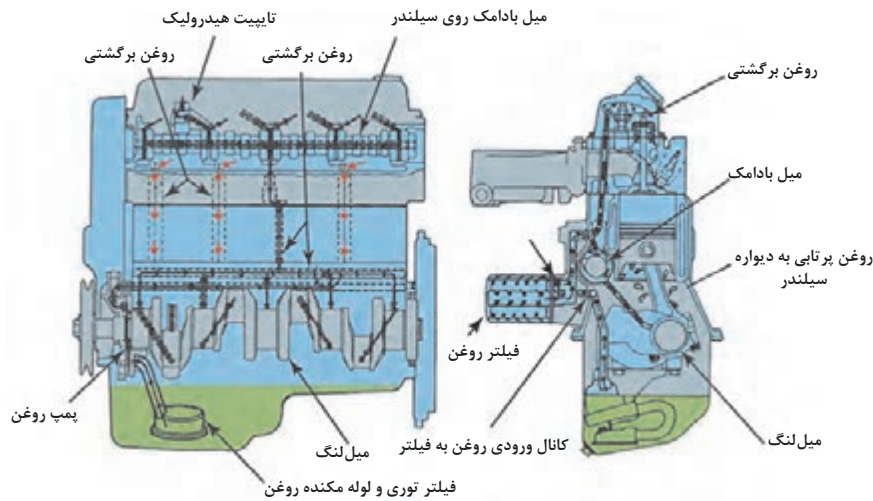 میل بادامک روی سیلندر
تایپیت هیدرولیک
روغن برگشتی
روغن برگشتی
روغن برگشتی
میل بادامک
روغن پرتابی به دیواره
سیلندر
فیلتر روغن
پمپ روغن
میل‌لنگ
کانال ورودی روغن به فیلتر
میل‌لنگ
فیلتر توری و لوله مکنده روغن